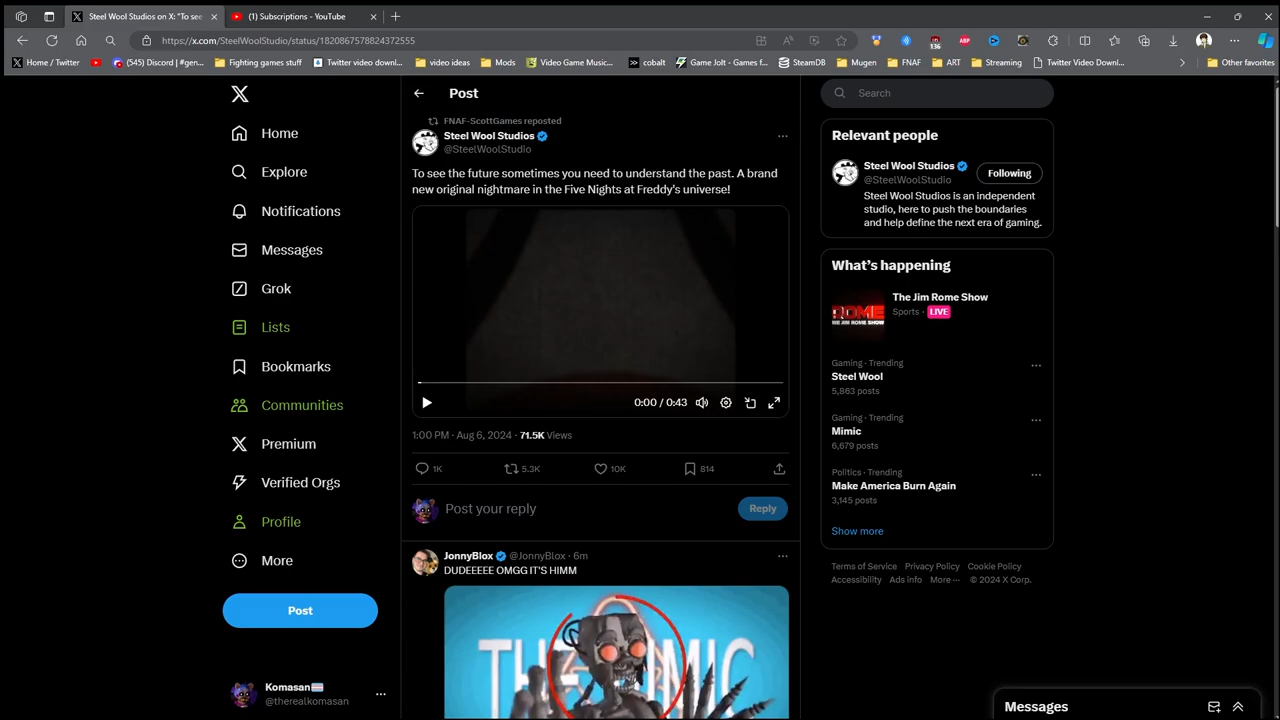 Steel Wool Studios on X: "To see
(1) Subscriptions - YouTube
https://x.com/SteelWoolStudio/status/1820867578824372555
136
ABP
Home / Twitter
(545) Discord | #gen...
Fighting games stuff
Twitter video downl...
video ideas
Mods
Video Game Music...
cobalt
Game Jolt - Games f...
SteamDB
Mugen
FNAF
ART
Streaming
Twitter Video Downl...
Other favorites
Home
Explore
Notifications
Messages
Grok
Lists
Bookmarks
Communities
Premium
Verified Orgs
Profile
More
Post
Komasan
@therealkomasan
Post
FNAF-ScottGames reposted
Steel Wool Studios
@SteelWoolStudio
To see the future sometimes you need to understand the past. A brand
new original nightmare in the Five Nights at Freddy's universe!
0:00 / 0:43
1:00 PM · Aug 6, 2024 · 71.5K Views
1K
5.3K
10K
814
Post your reply
Reply
JonnyBlox @JonnyBlox · 6m
DUDEEEEE OMGG IT'S HIMM
Search
Relevant people
Steel Wool Studios
@SteelWoolStudio
Following
Steel Wool Studios is an independent
studio, here to push the boundaries
and help define the next era of gaming.
What's happening
ROME
The Jim Rome Show
Sports · LIVE
Gaming · Trending
Steel Wool
5,863 posts
Gaming · Trending
Mimic
6,679 posts
Politics · Trending
Make America Burn Again
3,145 posts
Show more
Terms of Service Privacy Policy Cookie Policy
Accessibility Ads info More ··· © 2024 X Corp.
Messages